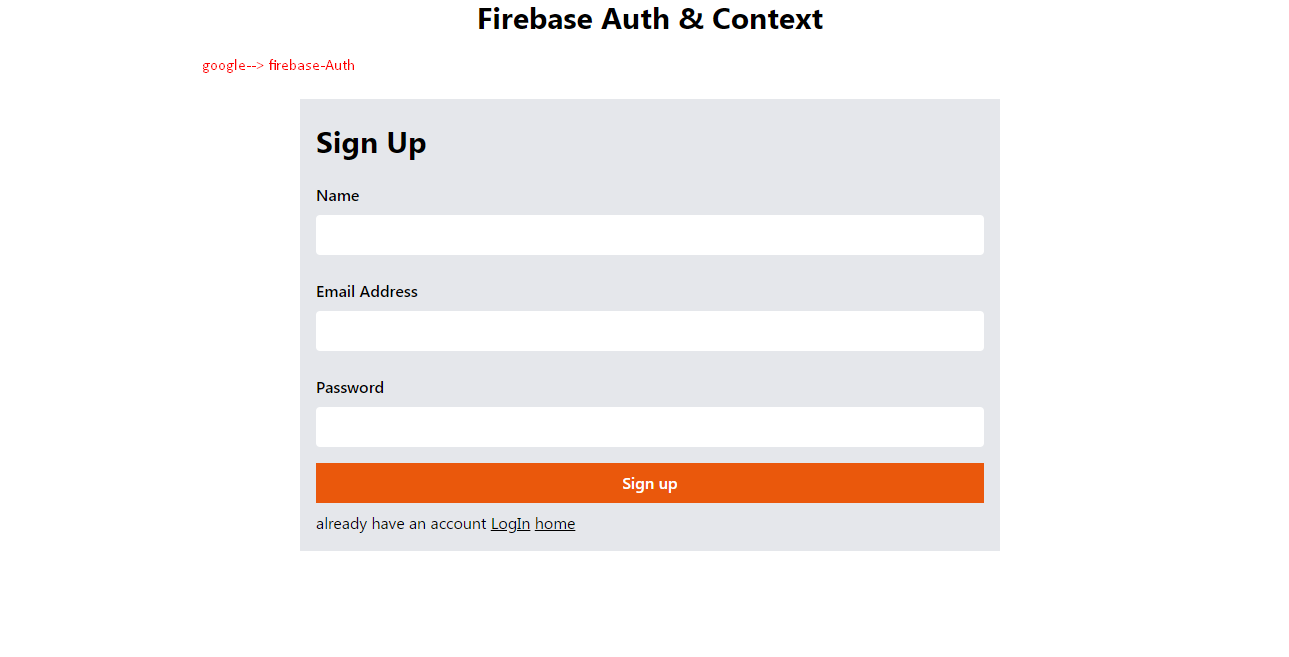 Firebase Auth & Context
google--> firebase-Auth
Sign Up
Name
Email Address
Password
Sign up
already have an account LogIn home